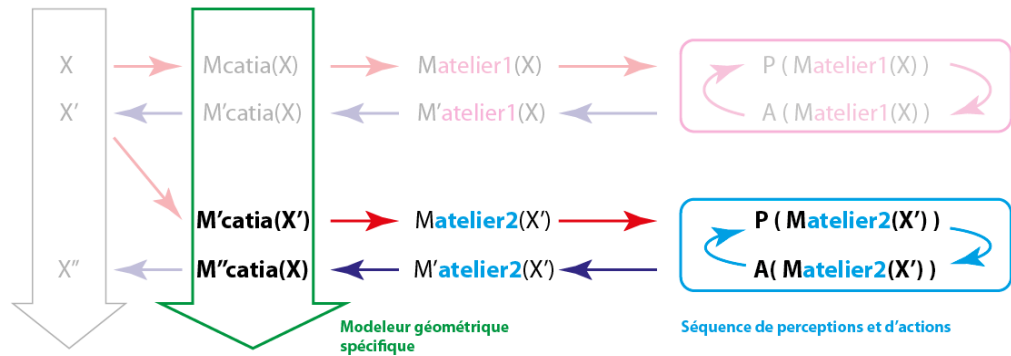 X Mcatia(X) Matelier1(X) P ( Matelier1(X) )
X’ M’catia(X) M’atelier1(X) A ( Matelier1(X) )
M’catia(X’) Matelier2(X’) P ( Matelier2(X’) )
X” M”catia(X) M’atelier2(X’) A( Matelier2(X’) )
Modeleur géométrique
spécifique
Séquence de perceptions et d’actions